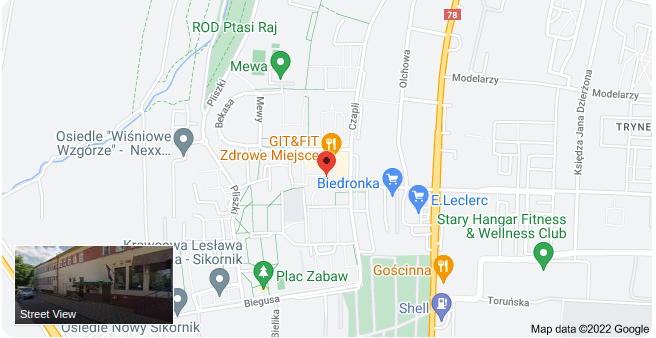 78
ROD Ptasi Raj
Mewa
Olchowa
Modelarzy
Modelarzy
Pliszki
Bekasa
Mewy
Czapli
Księdza Jana Dzierżona
TRYNE
Osiedle "Wiśniowe
Wzgórze" - Nexx...
GIT&FIT
Zdrowe Miejsce
Biedronka
E.Leclerc
Pliszki
Stary Hangar Fitness
& Wellness Club
Krawcowa Lesława
a - Sikornik
Plac Zabaw
Gościnna
Biegusa
Toruńska
Shell
Street View
Osiedle Nowy Sikornik
Bielika
Map data ©2022 Google